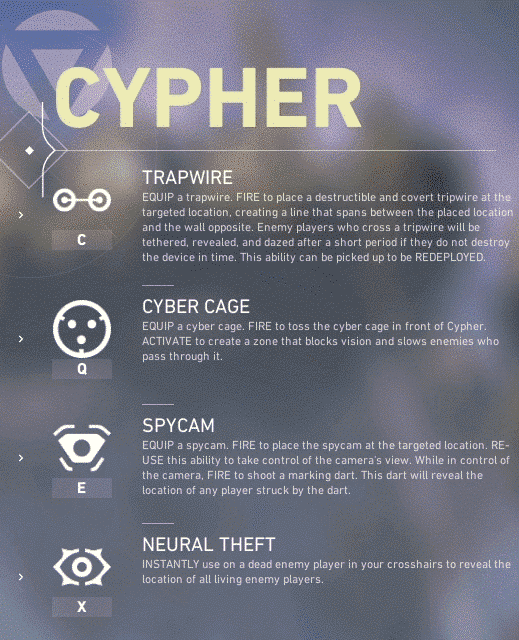 CYPHER
TRAPWIRE
EQUIP a trapwire. FIRE to place a destructible and covert tripwire at the
targeted location, creating a line that spans between the placed location
and the wall opposite. Enemy players who cross a tripwire will be
tethered, revealed, and dazed after a short period if they do not destroy
the device in time. This ability can be picked up to be REDEPLOYED.
C
CYBER CAGE
EQUIP a cyber cage. FIRE to toss the cyber cage in front of Cypher.
ACTIVATE to create a zone that blocks vision and slows enemies who
pass through it.
Q
SPYCAM
EQUIP a spycam. FIRE to place the spycam at the targeted location. RE-
USE this ability to take control of the camera's view. While in control of
the camera, FIRE to shoot a marking dart. This dart will reveal the
location of any player struck by the dart.
E
NEURAL THEFT
INSTANTLY use on a dead enemy player in your crosshairs to reveal the
location of all living enemy players.
X